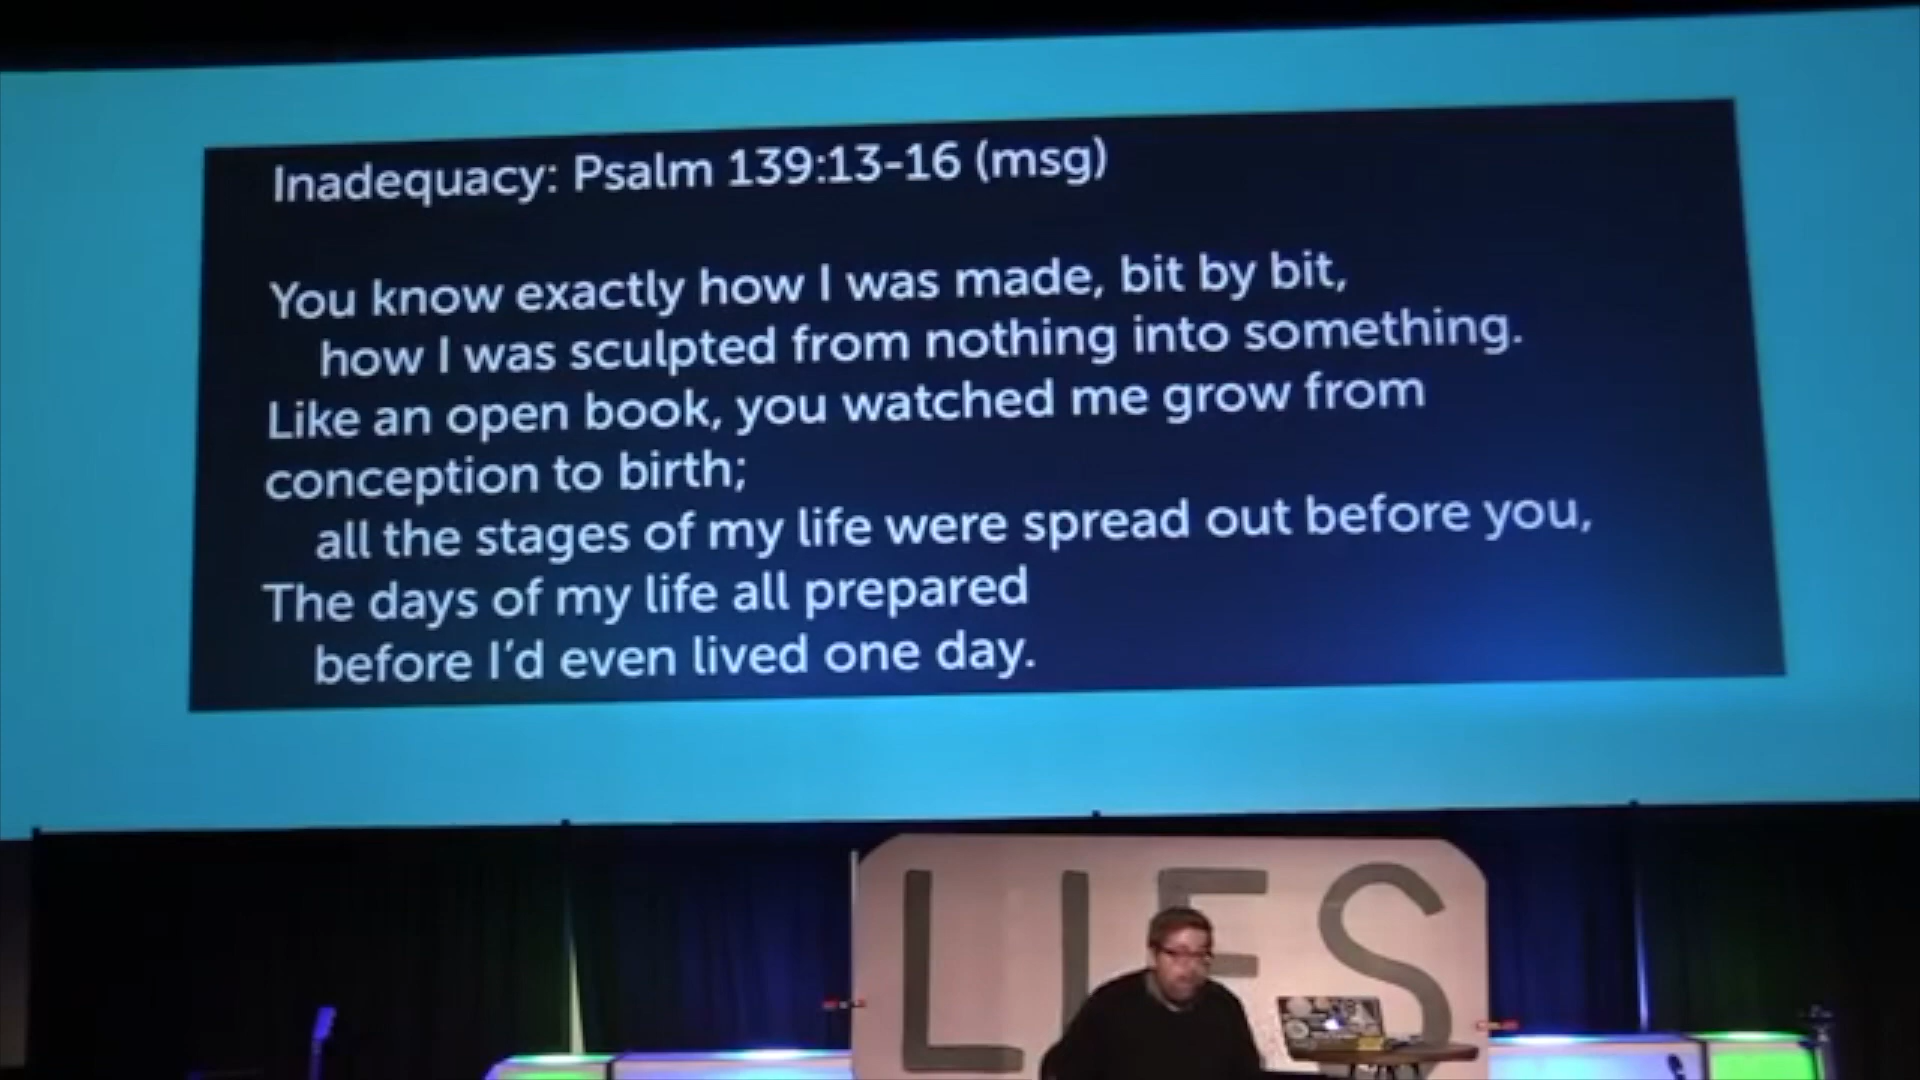 Inadequacy: Psalm 139:13-16 (msg)
You know exactly how I was made, bit by bit,
how I was sculpted from nothing into something.
Like an open book, you watched me grow from
conception to birth;
all the stages of my life were spread out before you,
The days of my life all prepared
before I'd even lived one day.
LIES